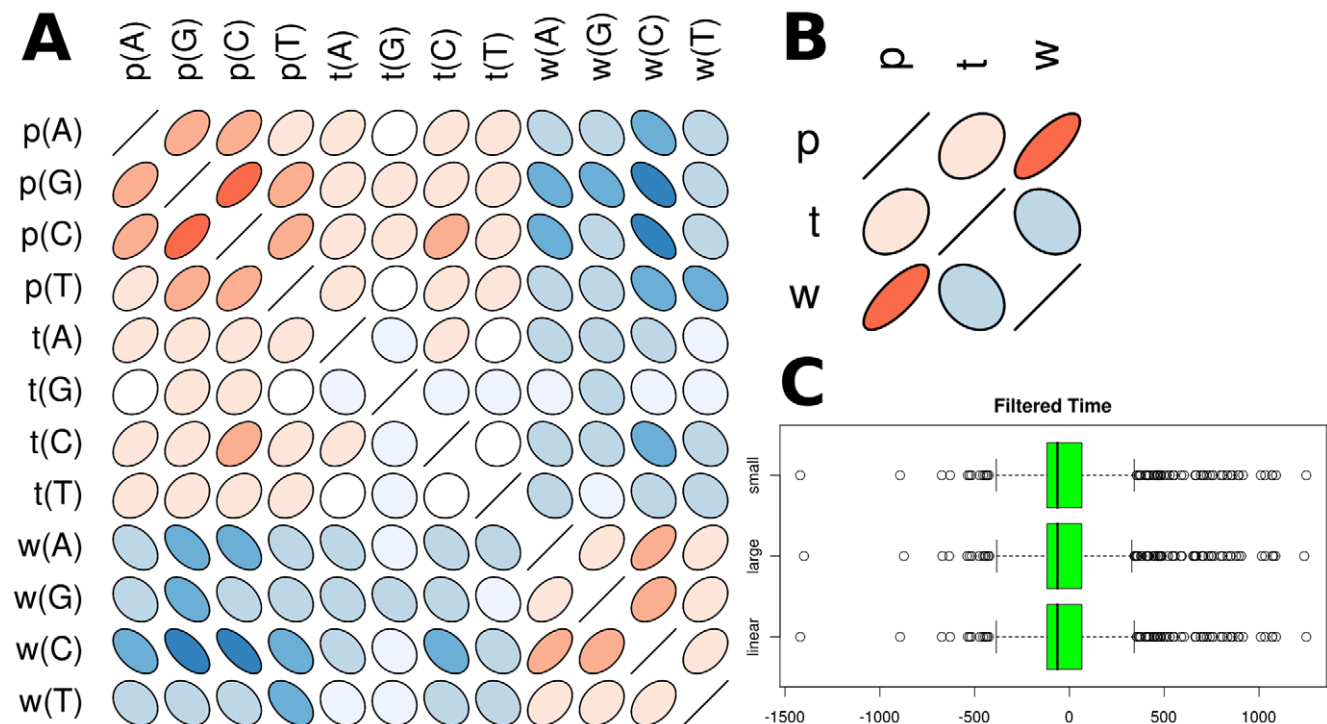 A
p(A) p(G) p(C) p(T) t(A) t(G) t(C) t(T) w(A) w(G) w(C) w(T)
p(A)
p(G)
p(C)
p(T)
t(A)
t(G)
t(C)
t(T)
w(A)
w(G)
w(C)
w(T)
B
p t w
p
t
w
C
Filtered Time
small
large
linear
-1500 -1000 -500 0 500 1000